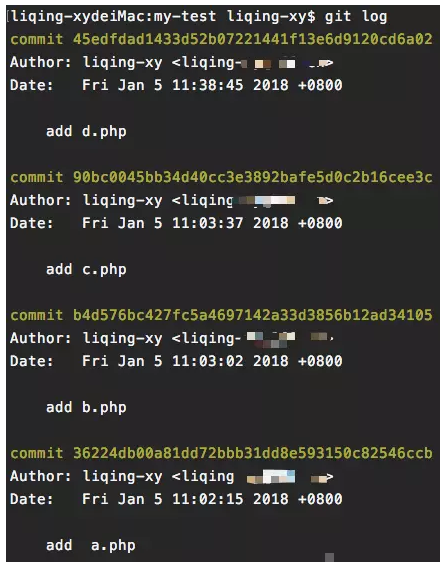 liqing-xydeiMac:my-test liqing-xy$ git log
commit 45edfdad1433d52b07221441f13e6d9120cd6a02
Author: liqing-xy <liqing->
Date:   Fri Jan 5 11:38:45 2018 +0800
add d.php
commit 90bc0045bb34d40cc3e3892bafe5d0c2b16cee3c
Author: liqing-xy <liqing
Date:   Fri Jan 5 11:03:37 2018 +0800
add c.php
commit b4d576bc427fc5a4697142a33d3856b12ad34105
Author: liqing-xy <liqing-
Date:   Fri Jan 5 11:03:02 2018 +0800
add b.php
commit 36224db00a81dd72bbb31dd8e593150c82546ccb
Author: liqing-xy <liqing >
Date:   Fri Jan 5 11:02:15 2018 +0800
add  a.php